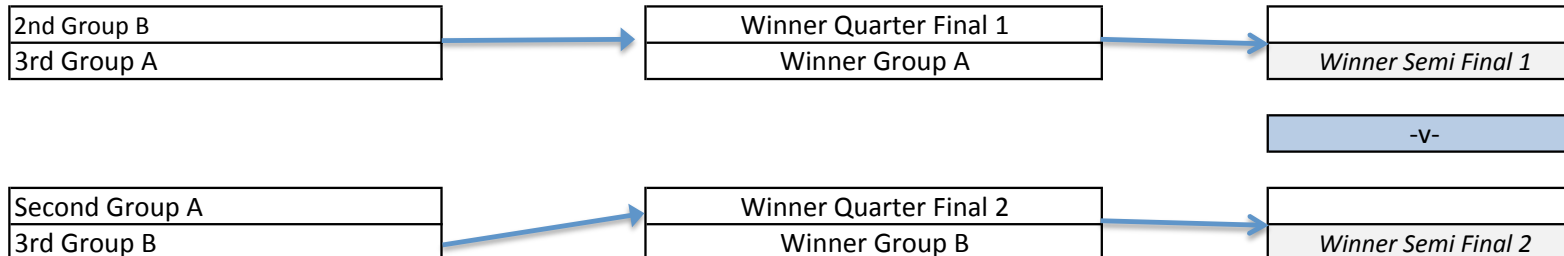 2nd Group B
Winner Quarter Final 1
3rd Group A
Winner Group A
Winner Semi Final 1
-v-
Second Group A
Winner Quarter Final 2
3rd Group B
Winner Group B
Winner Semi Final 2